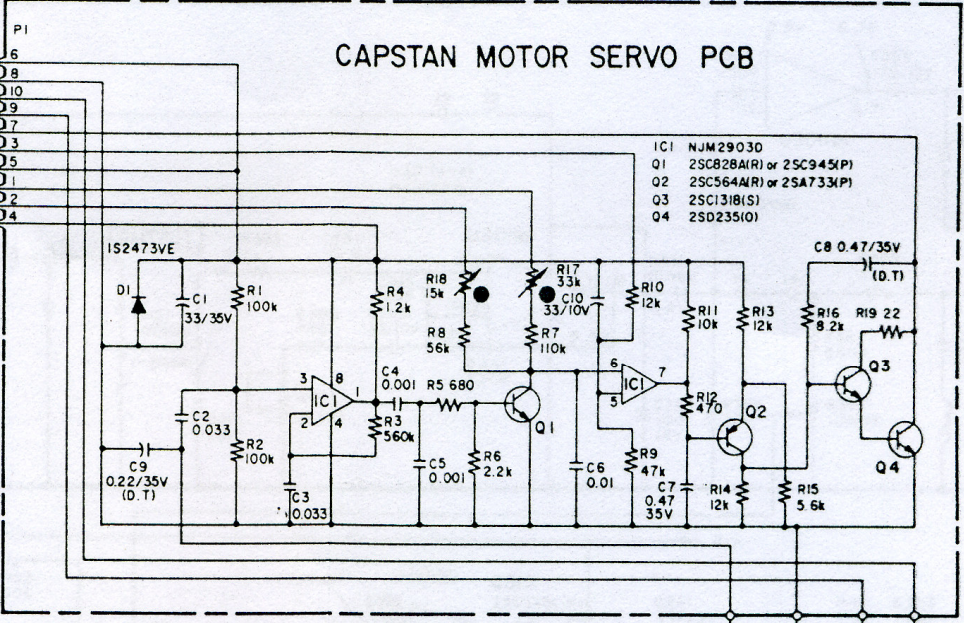 P1
CAPSTAN MOTOR SERVO PCB
6
8
10
9
7
3
5
1
2
4
IC1 NJM2903D
Q1 2SC828A(R) or 2SC945(P)
Q2 2SC564A(R) or 2SA733(P)
Q3 2SC1318(S)
Q4 2SD235(O)
1S2473VE
D1
C1
33/35V
R1
100k
R4
1.2k
R18
15k
R17
33k
C10
33/10V
R10
12k
R11
10k
R13
12k
C8 0.47/35V
(D.T)
R16
8.2k
R19 22
R8
56k
R7
110k
C2
0.033
3
8
IC1
1
2
4
C4
0.001
R5 680
R3
560k
Q1
6
IC1
7
5
R12
470
Q2
Q3
Q4
R2
100k
C9
0.22/35V
(D.T)
C3
0.033
C5
0.001
R6
2.2k
C6
0.01
R9
47k
C7
0.47
35V
R14
12k
R15
5.6k